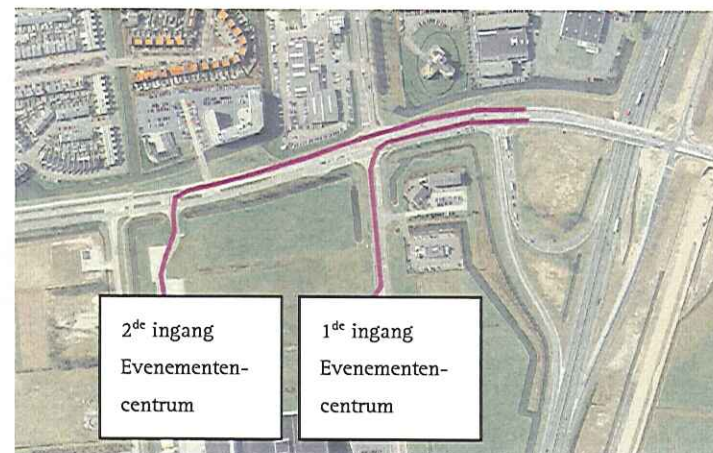 2de ingang
Evenementen-
centrum
1de ingang
Evenementen-
centrum